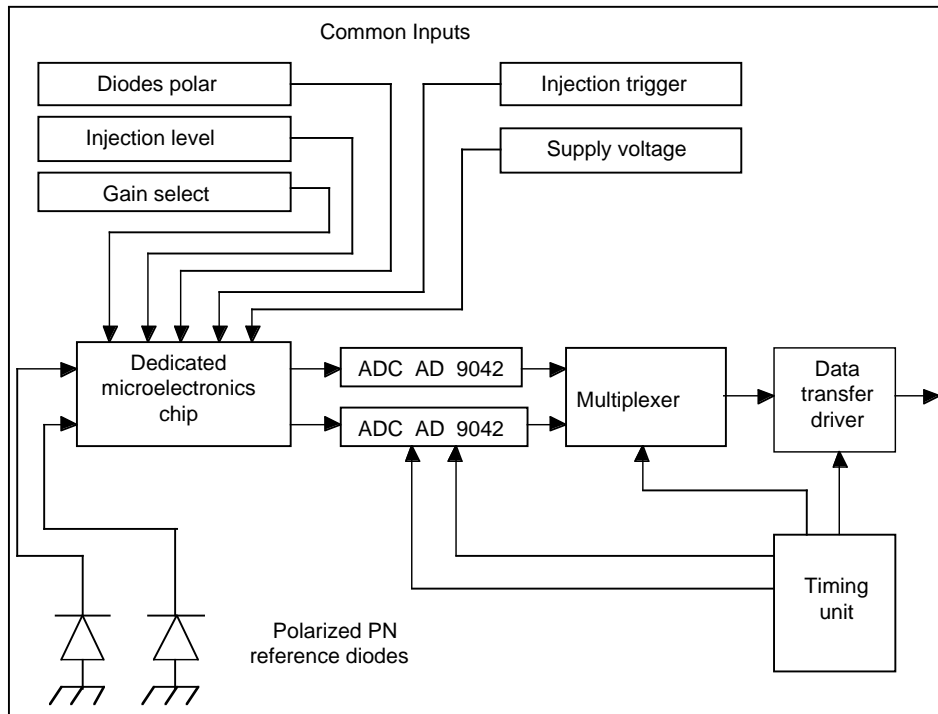 Common Inputs
Diodes polar
Injection trigger
Injection level
Supply voltage
Gain select
Dedicated
microelectronics
chip
ADC AD 9042
ADC AD 9042
Multiplexer
Data
transfer
driver
Timing
unit
Polarized PN
reference diodes